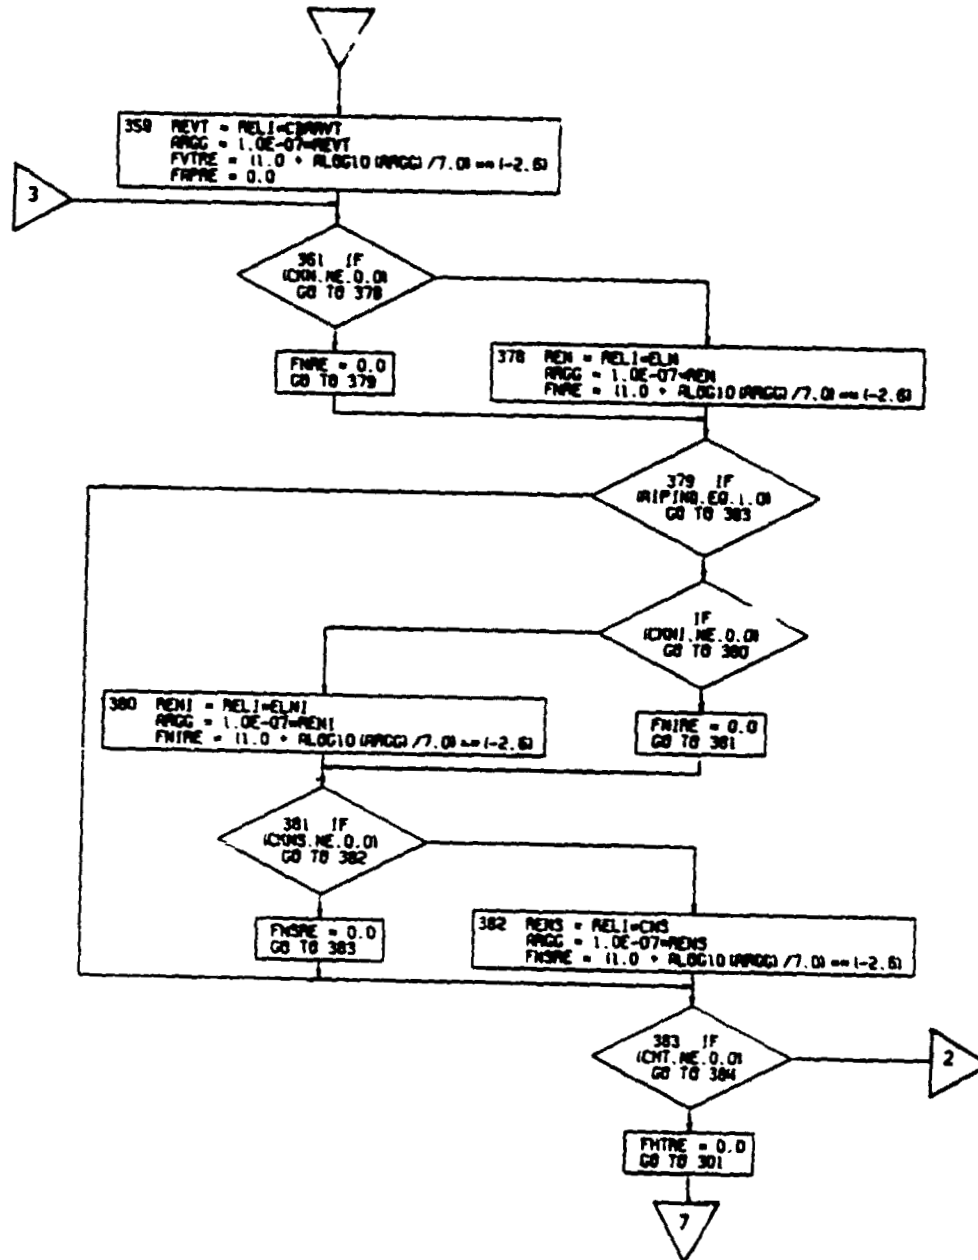 359 REVT = RELI*CBARVT
ARGG = 1.0E-07*REVT
FVTRE = (1.0 + ALOG10(ARGG)/7.0)**(-2.6)
FRPRE = 0.0
3
361 IF
(CKN.NE.0.0)
GO TO 378
FNRE = 0.0
GO TO 379
378 REN = RELI*ELN
ARGG = 1.0E-07*REN
FNRE = (1.0 + ALOG10(ARGG)/7.0)**(-2.6)
379 IF
(RIPIND.EQ.1.0)
GO TO 383
IF
(CKNI.NE.0.0)
GO TO 380
380 RENI = RELI*ELNI
ARGG = 1.0E-07*RENI
FNIRE = (1.0 + ALOG10(ARGG)/7.0)**(-2.6)
FNIRE = 0.0
GO TO 381
381 IF
(CKNS.NE.0.0)
GO TO 382
FNSRE = 0.0
GO TO 383
382 RENS = RELI*CNS
ARGG = 1.0E-07*RENS
FNSRE = (1.0 + ALOG10(ARGG)/7.0)**(-2.6)
383 IF
(CHT.NE.0.0)
GO TO 384
2
FHTRE = 0.0
GO TO 301
7